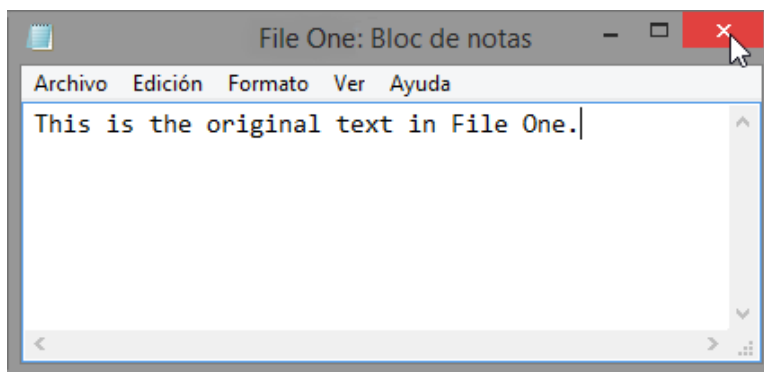 File One: Bloc de notas
Archivo Edición Formato Ver Ayuda
This is the original text in File One.